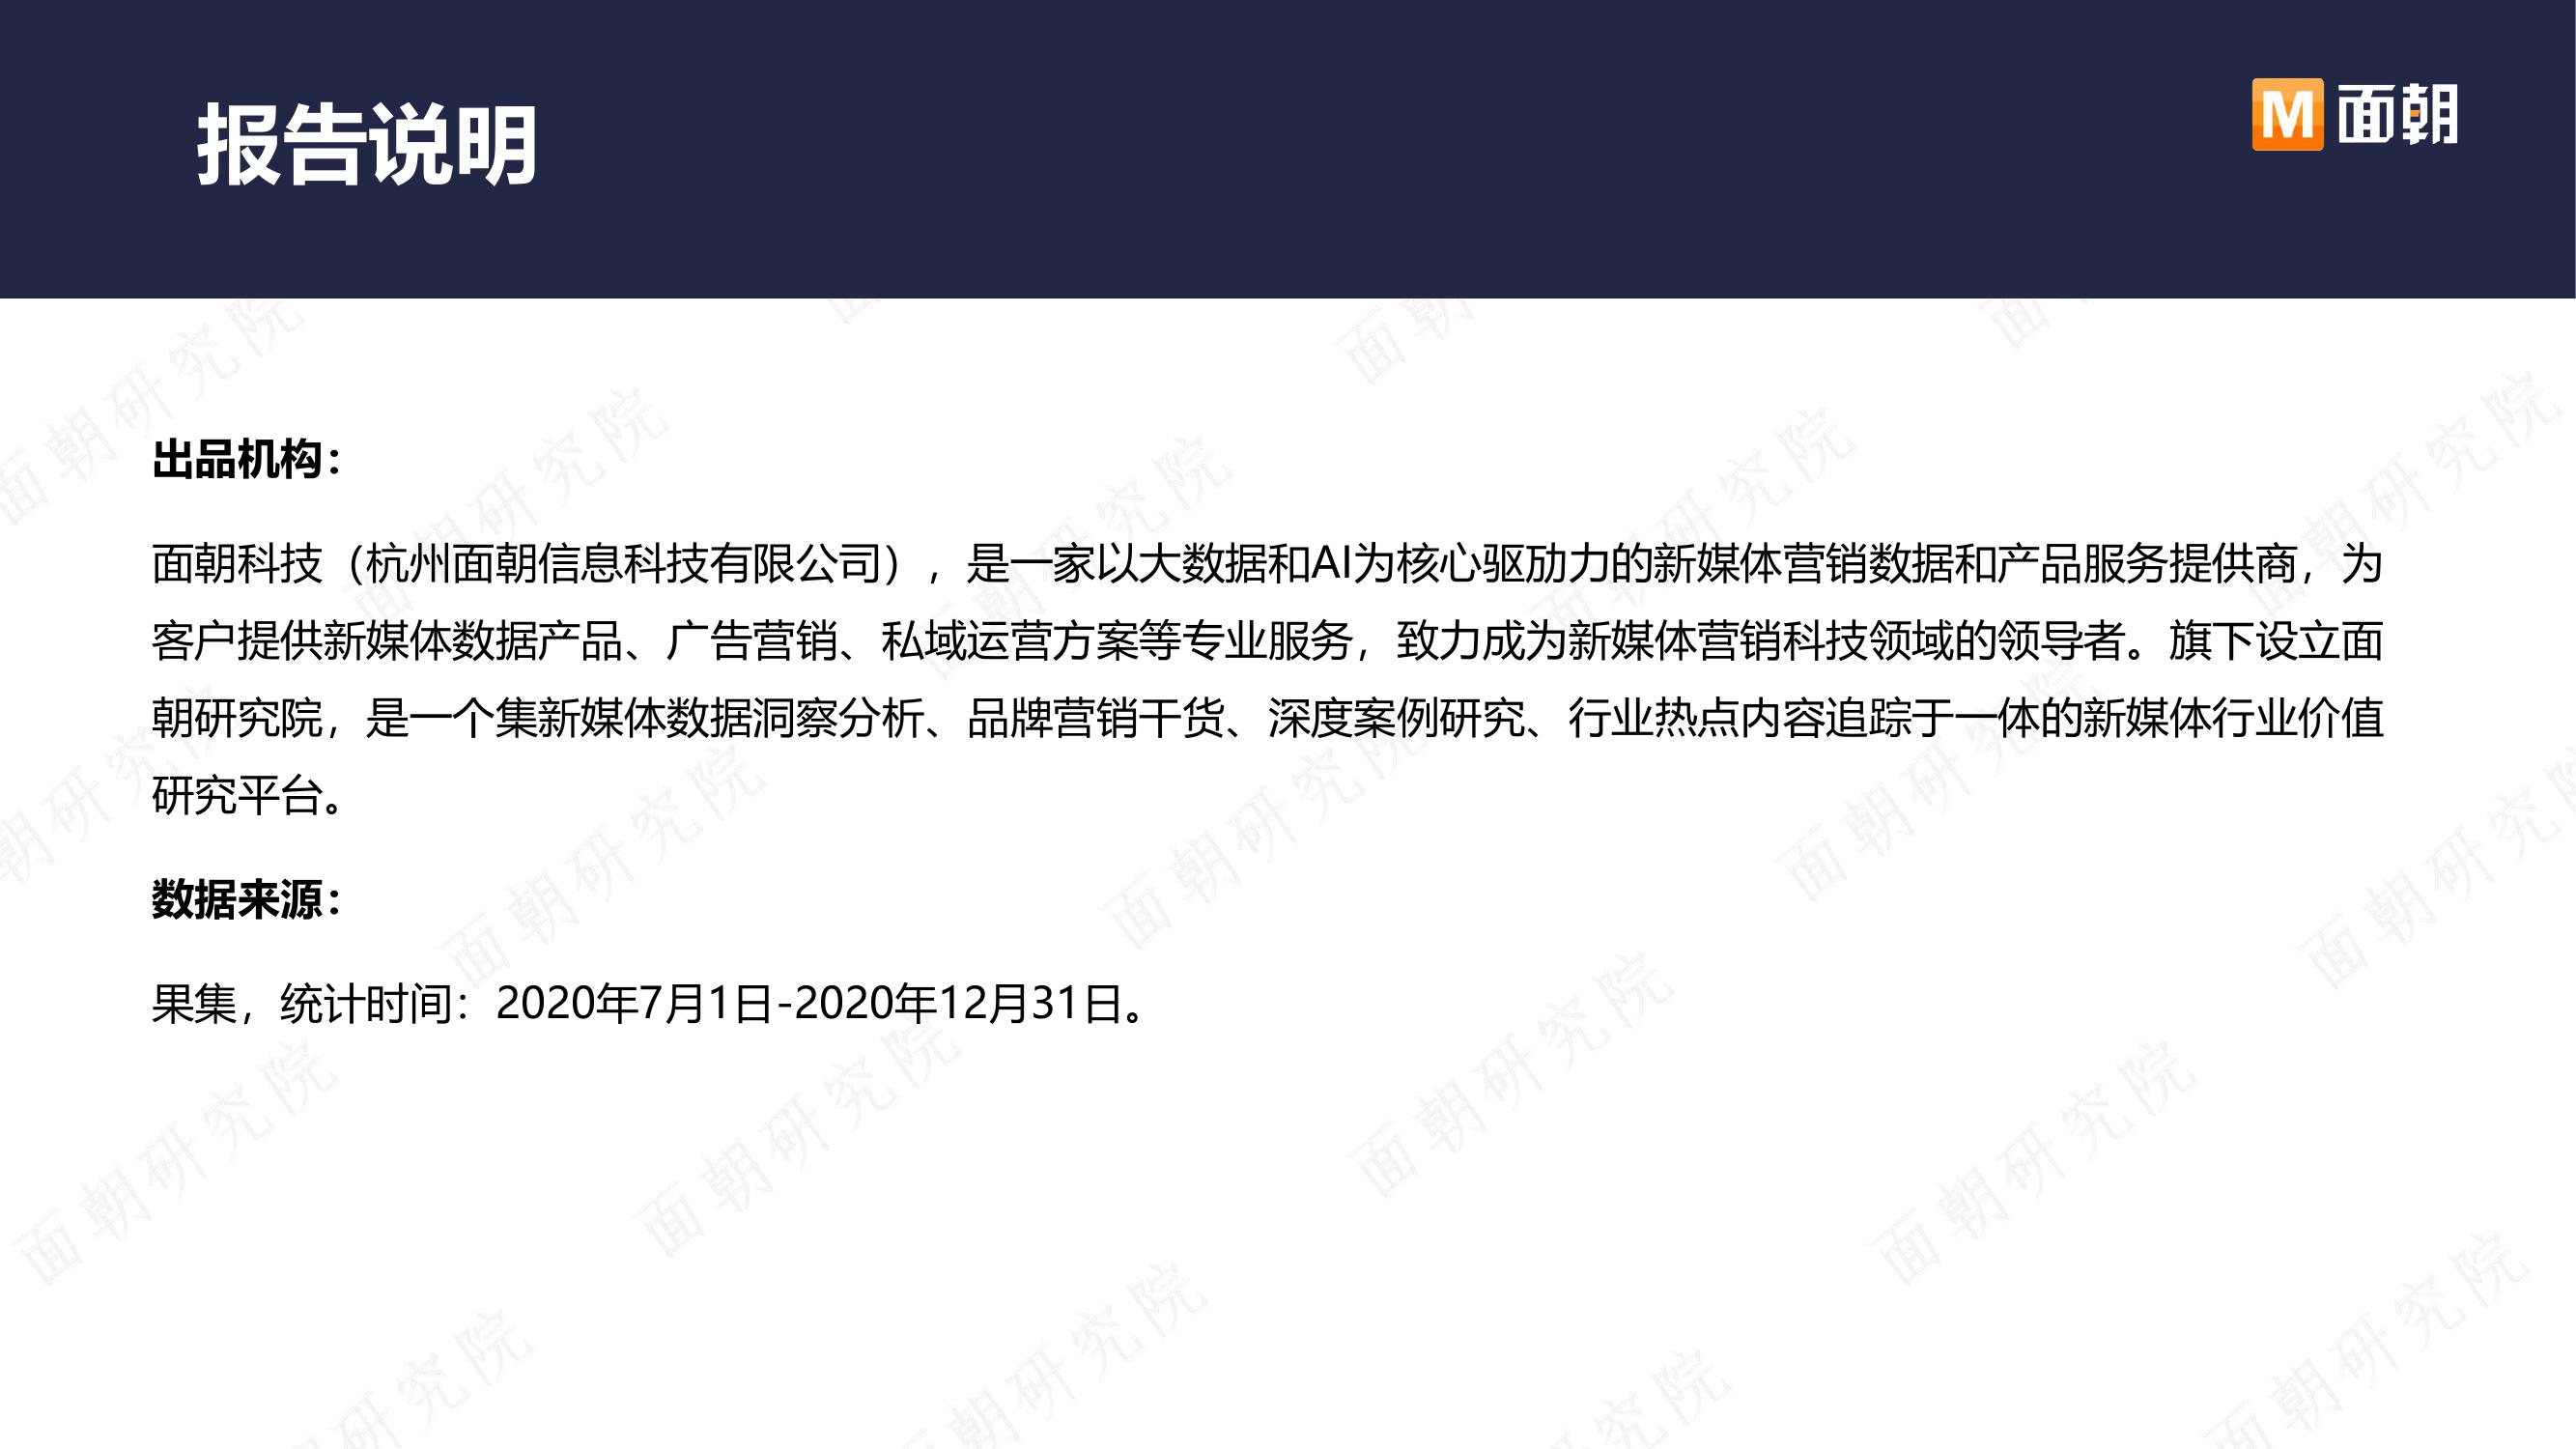 报告说明
M 面朝
出品机构：
面朝科技（杭州面朝信息科技有限公司），是一家以大数据和AI为核心驱劢力的新媒体营销数据和产品服务提供商，为
客户提供新媒体数据产品、广告营销、私域运营方案等专业服务，致力成为新媒体营销科技领域的领导者。旗下设立面
朝研究院，是一个集新媒体数据洞察分析、品牌营销干货、深度案例研究、行业热点内容追踪于一体的新媒体行业价值
研究平台。
数据来源：
果集，统计时间：2020年7月1日-2020年12月31日。
面朝研究院